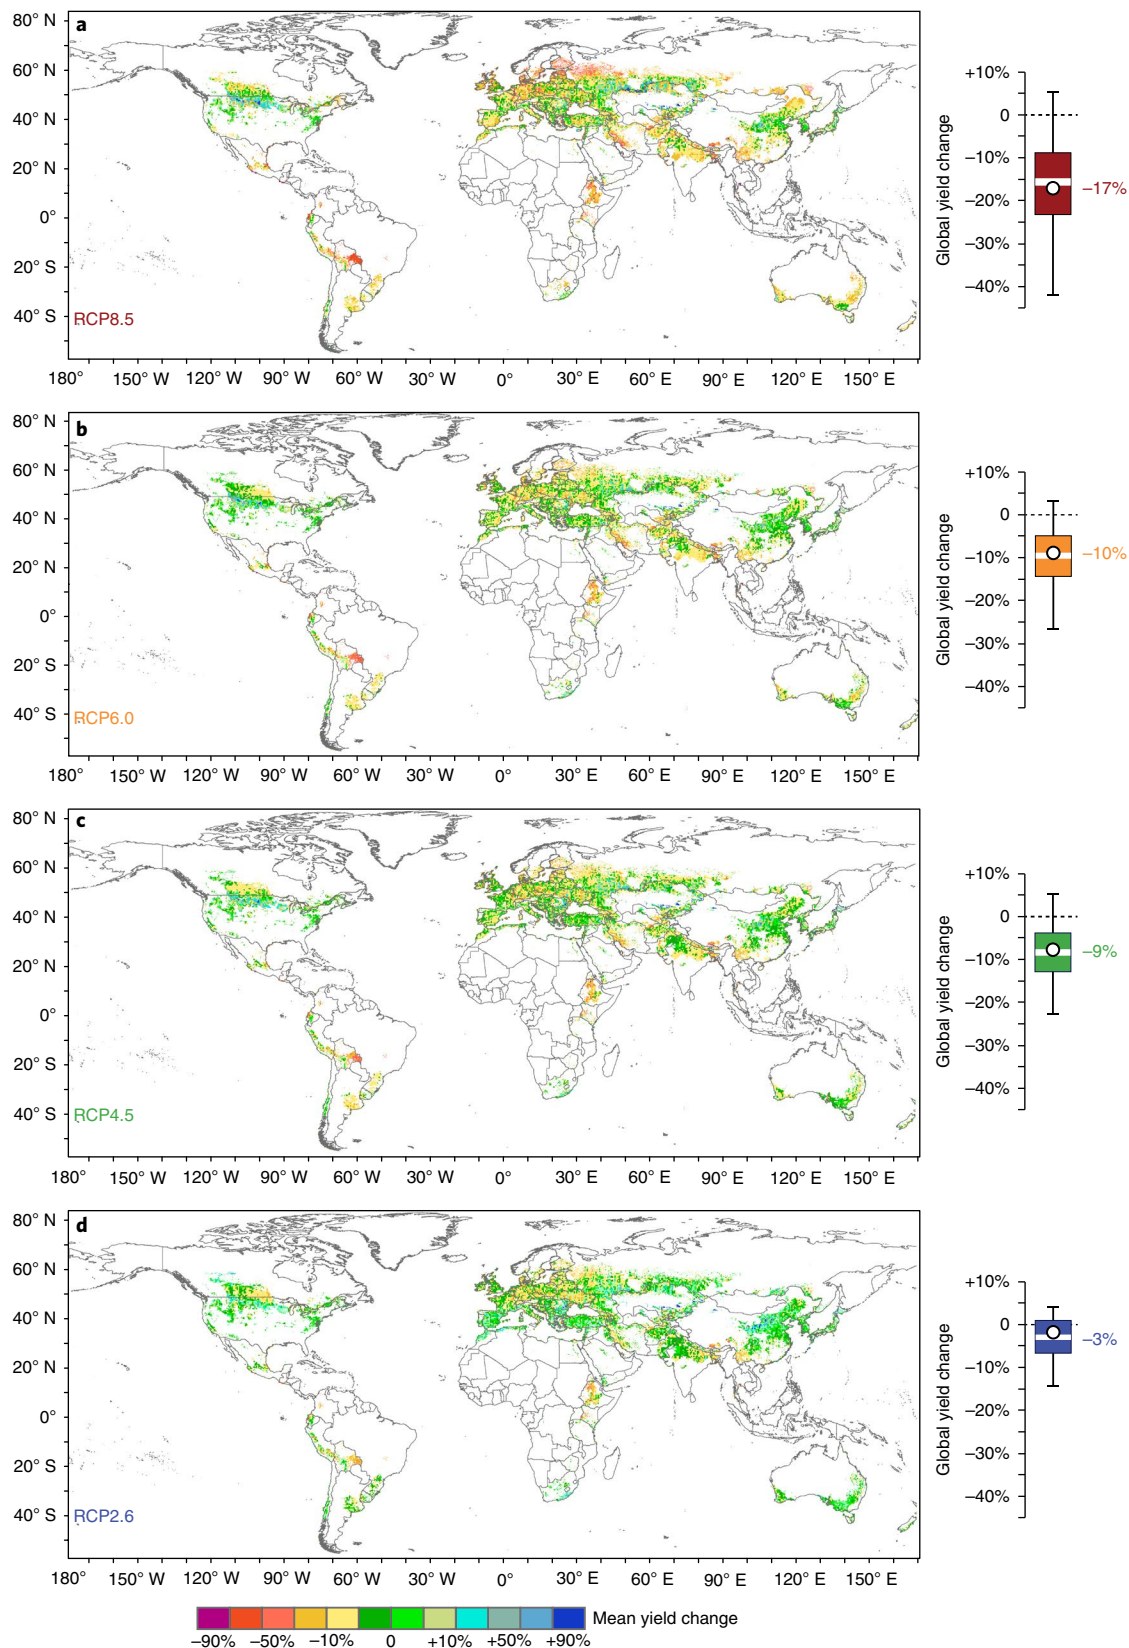 a
80° N
60° N
40° N
20° N
0°
20° S
40° S
RCP8.5
180° 150° W 120° W 90° W 60° W 30° W 0° 30° E 60° E 90° E 120° E 150° E
Global yield change
+10%
0
–10%
–20%
–30%
–40%
–17%
b
80° N
60° N
40° N
20° N
0°
20° S
40° S
RCP6.0
180° 150° W 120° W 90° W 60° W 30° W 0° 30° E 60° E 90° E 120° E 150° E
Global yield change
+10%
0
–10%
–20%
–30%
–40%
–10%
c
80° N
60° N
40° N
20° N
0°
20° S
40° S
RCP4.5
180° 150° W 120° W 90° W 60° W 30° W 0° 30° E 60° E 90° E 120° E 150° E
Global yield change
+10%
0
–10%
–20%
–30%
–40%
–9%
d
80° N
60° N
40° N
20° N
0°
20° S
40° S
RCP2.6
180° 150° W 120° W 90° W 60° W 30° W 0° 30° E 60° E 90° E 120° E 150° E
Global yield change
+10%
0
–10%
–20%
–30%
–40%
–3%
Mean yield change
–90% –50% –10% 0 +10% +50% +90%